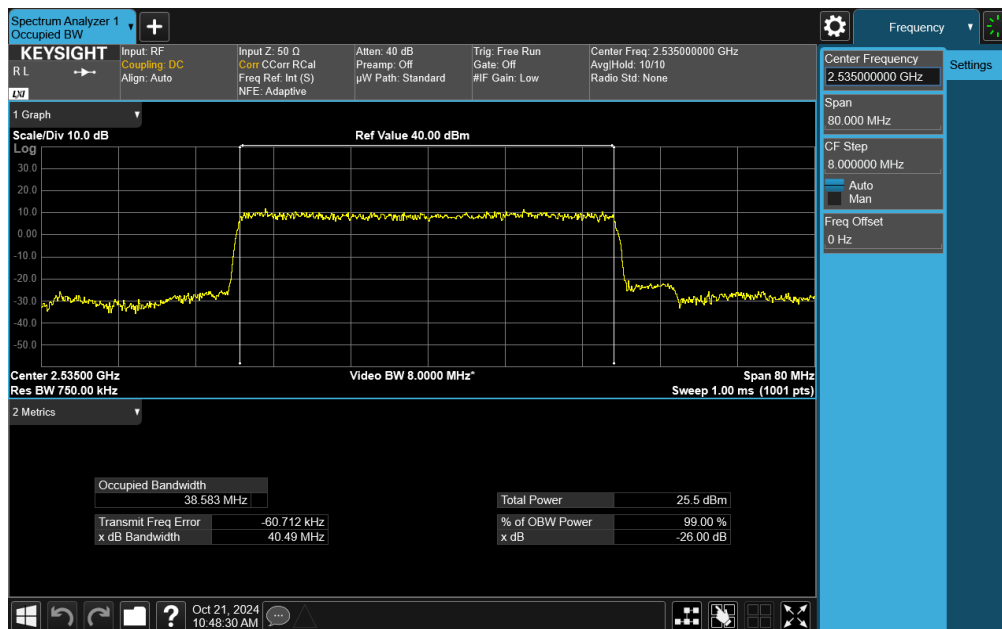 Spectrum Analyzer 1
Occupied BW
Frequency
KEYSIGHT
R L
LXI
Input: RF
Coupling: DC
Align: Auto
Input Z: 50 Ω
Corr CCorr RCal
Freq Ref: Int (S)
NFE: Adaptive
Atten: 40 dB
Preamp: Off
µW Path: Standard
Trig: Free Run
Gate: Off
#IF Gain: Low
Center Freq: 2.535000000 GHz
Avg|Hold: 10/10
Radio Std: None
Center Frequency
2.535000000 GHz
Settings
Span
80.000 MHz
CF Step
8.000000 MHz
Auto
Man
Freq Offset
0 Hz
1 Graph
Scale/Div 10.0 dB
Ref Value 40.00 dBm
Log
30.0
20.0
10.0
0.00
-10.0
-20.0
-30.0
-40.0
-50.0
Center 2.53500 GHz
Video BW 8.0000 MHz*
Span 80 MHz
Res BW 750.00 kHz
Sweep 1.00 ms (1001 pts)
2 Metrics
Occupied Bandwidth
38.583 MHz
Total Power 25.5 dBm
Transmit Freq Error -60.712 kHz
% of OBW Power 99.00 %
x dB Bandwidth 40.49 MHz
x dB -26.00 dB
?
Oct 21, 2024
10:48:30 AM